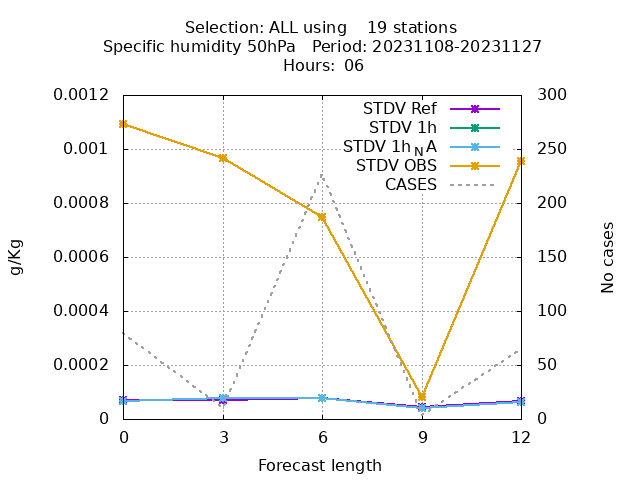 Selection: ALL using    19 stations
Specific humidity 50hPa   Period: 20231108-20231127
Hours:  06
0.0012
0.001
0.0008
0.0006
0.0004
0.0002
0
300
250
200
150
100
50
0
STDV Ref
STDV 1h
STDV 1h_N A
STDV OBS
CASES
g/Kg
No cases
0 3 6 9 12
Forecast length